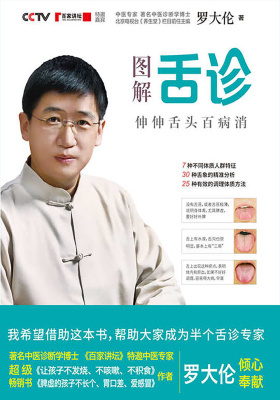 CCTV
百家讲坛
特邀
嘉宾
中医专家 著名中医诊断学博士
北京电视台《养生堂》栏目前任主编
罗大伦
图解
舌诊
伸伸舌头百病消
7种不同体质人群特征
30种舌象的精准分析
25种有效的调理体质方法
我希望借助这本书，帮助大家成为半个舌诊专家
著名中医诊断学博士 《百家讲坛》特邀中医专家
超级
畅销书
《让孩子不发烧、不咳嗽、不积食》
《脾虚的孩子不长个、胃口差、爱感冒》
作者
罗大伦
倾心
奉献